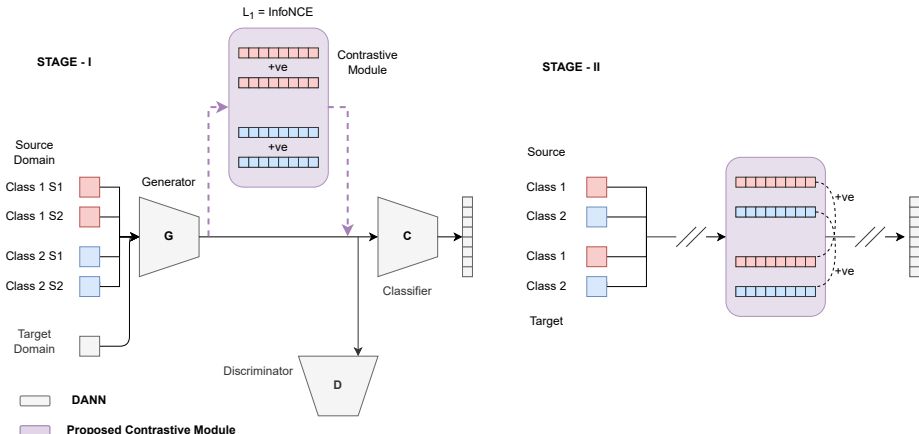 L1 = InfoNCE
STAGE - I
+ve
Contrastive
Module
+ve
Source
Domain
Class 1 S1
Class 1 S2
Class 2 S1
Class 2 S2
Target
Domain
Generator
G
C
Classifier
Discriminator
D
DANN
Proposed Contrastive Module
STAGE - II
Source
Class 1
Class 2
Class 1
Class 2
Target
+ve
+ve